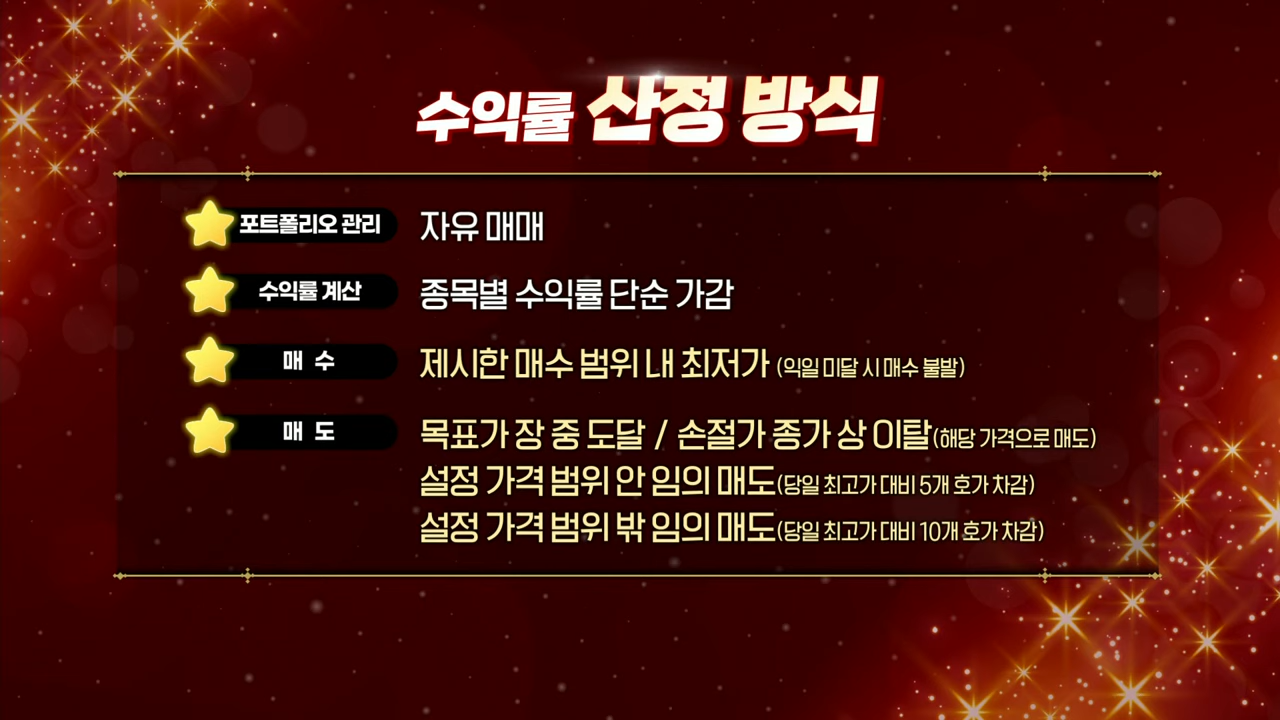 수익률 산정 방식
포트폴리오 관리 자유 매매
수익률 계산 종목별 수익률 단순 가감
매 수 제시한 매수 범위 내 최저가 (익일 미달 시 매수 불발)
매 도 목표가 장 중 도달 / 손절가 종가 상 이탈(해당 가격으로 매도)
설정 가격 범위 안 임의 매도(당일 최고가 대비 5개 호가 차감)
설정 가격 범위 밖 임의 매도(당일 최고가 대비 10개 호가 차감)